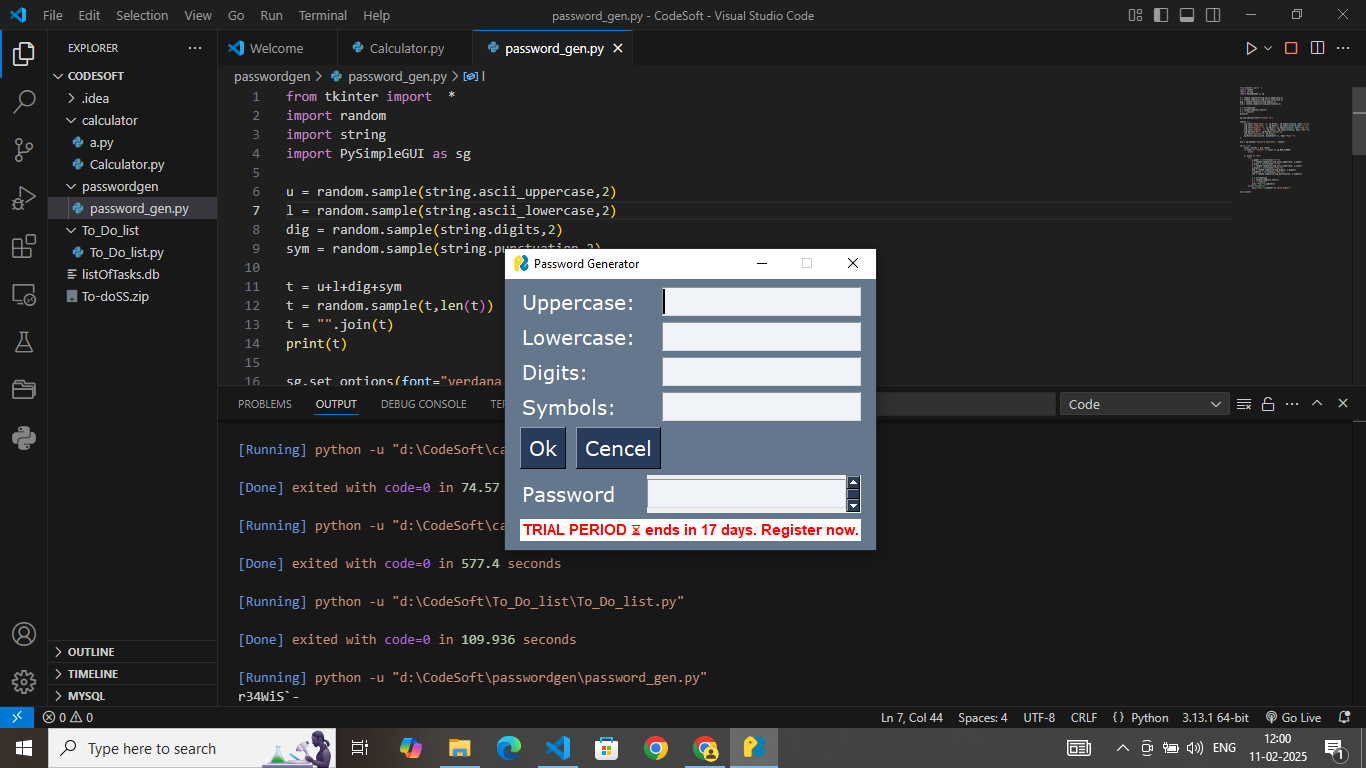 File Edit Selection View Go Run Terminal Help password_gen.py - CodeSoft - Visual Studio Code
EXPLORER
Welcome Calculator.py password_gen.py
CODESOFT
.idea
calculator
a.py
Calculator.py
passwordgen
password_gen.py
To_Do_list
To_Do_list.py
listOfTasks.db
To-doSS.zip
OUTLINE
TIMELINE
MYSQL
passwordgen > password_gen.py > l
1 from tkinter import *
2 import random
3 import string
4 import PySimpleGUI as sg
5
6 u = random.sample(string.ascii_uppercase,2)
7 l = random.sample(string.ascii_lowercase,2)
8 dig = random.sample(string.digits,2)
9 sym = random.sample(string.punctuation,2)
10
11 t = u+l+dig+sym
12 t = random.sample(t,len(t))
13 t = "".join(t)
14 print(t)
15
16 sg.set_options(font="verdana
Password Generator
Uppercase:
Lowercase:
Digits:
Symbols:
Ok Cencel
Password
TRIAL PERIOD ⌛ ends in 17 days. Register now.
PROBLEMS OUTPUT DEBUG CONSOLE Code
[Running] python -u "d:\CodeSoft\ca
[Done] exited with code=0 in 74.57
[Running] python -u "d:\CodeSoft\ca
[Done] exited with code=0 in 577.4 seconds
[Running] python -u "d:\CodeSoft\To_Do_list\To_Do_list.py"
[Done] exited with code=0 in 109.936 seconds
[Running] python -u "d:\CodeSoft\passwordgen\password_gen.py"
r34WiS`-
0 0 Ln 7, Col 44 Spaces: 4 UTF-8 CRLF {} Python 3.13.1 64-bit Go Live
Type here to search ENG 12:00
11-02-2025 1